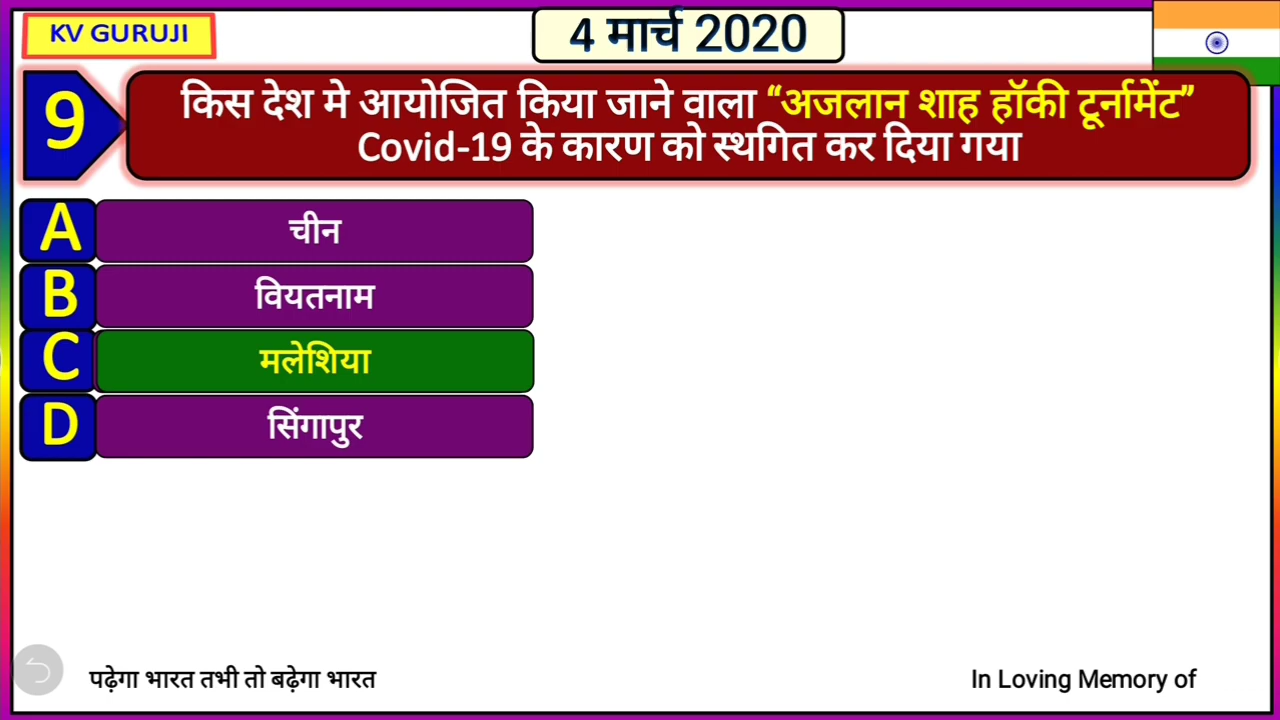 KV GURUJI
4 मार्च 2020
9
किस देश मे आयोजित किया जाने वाला “अजलान शाह हॉकी टूर्नामेंट”
Covid-19 के कारण को स्थगित कर दिया गया
A चीन
B वियतनाम
C मलेशिया
D सिंगापुर
पढ़ेगा भारत तभी तो बढ़ेगा भारत
In Loving Memory of